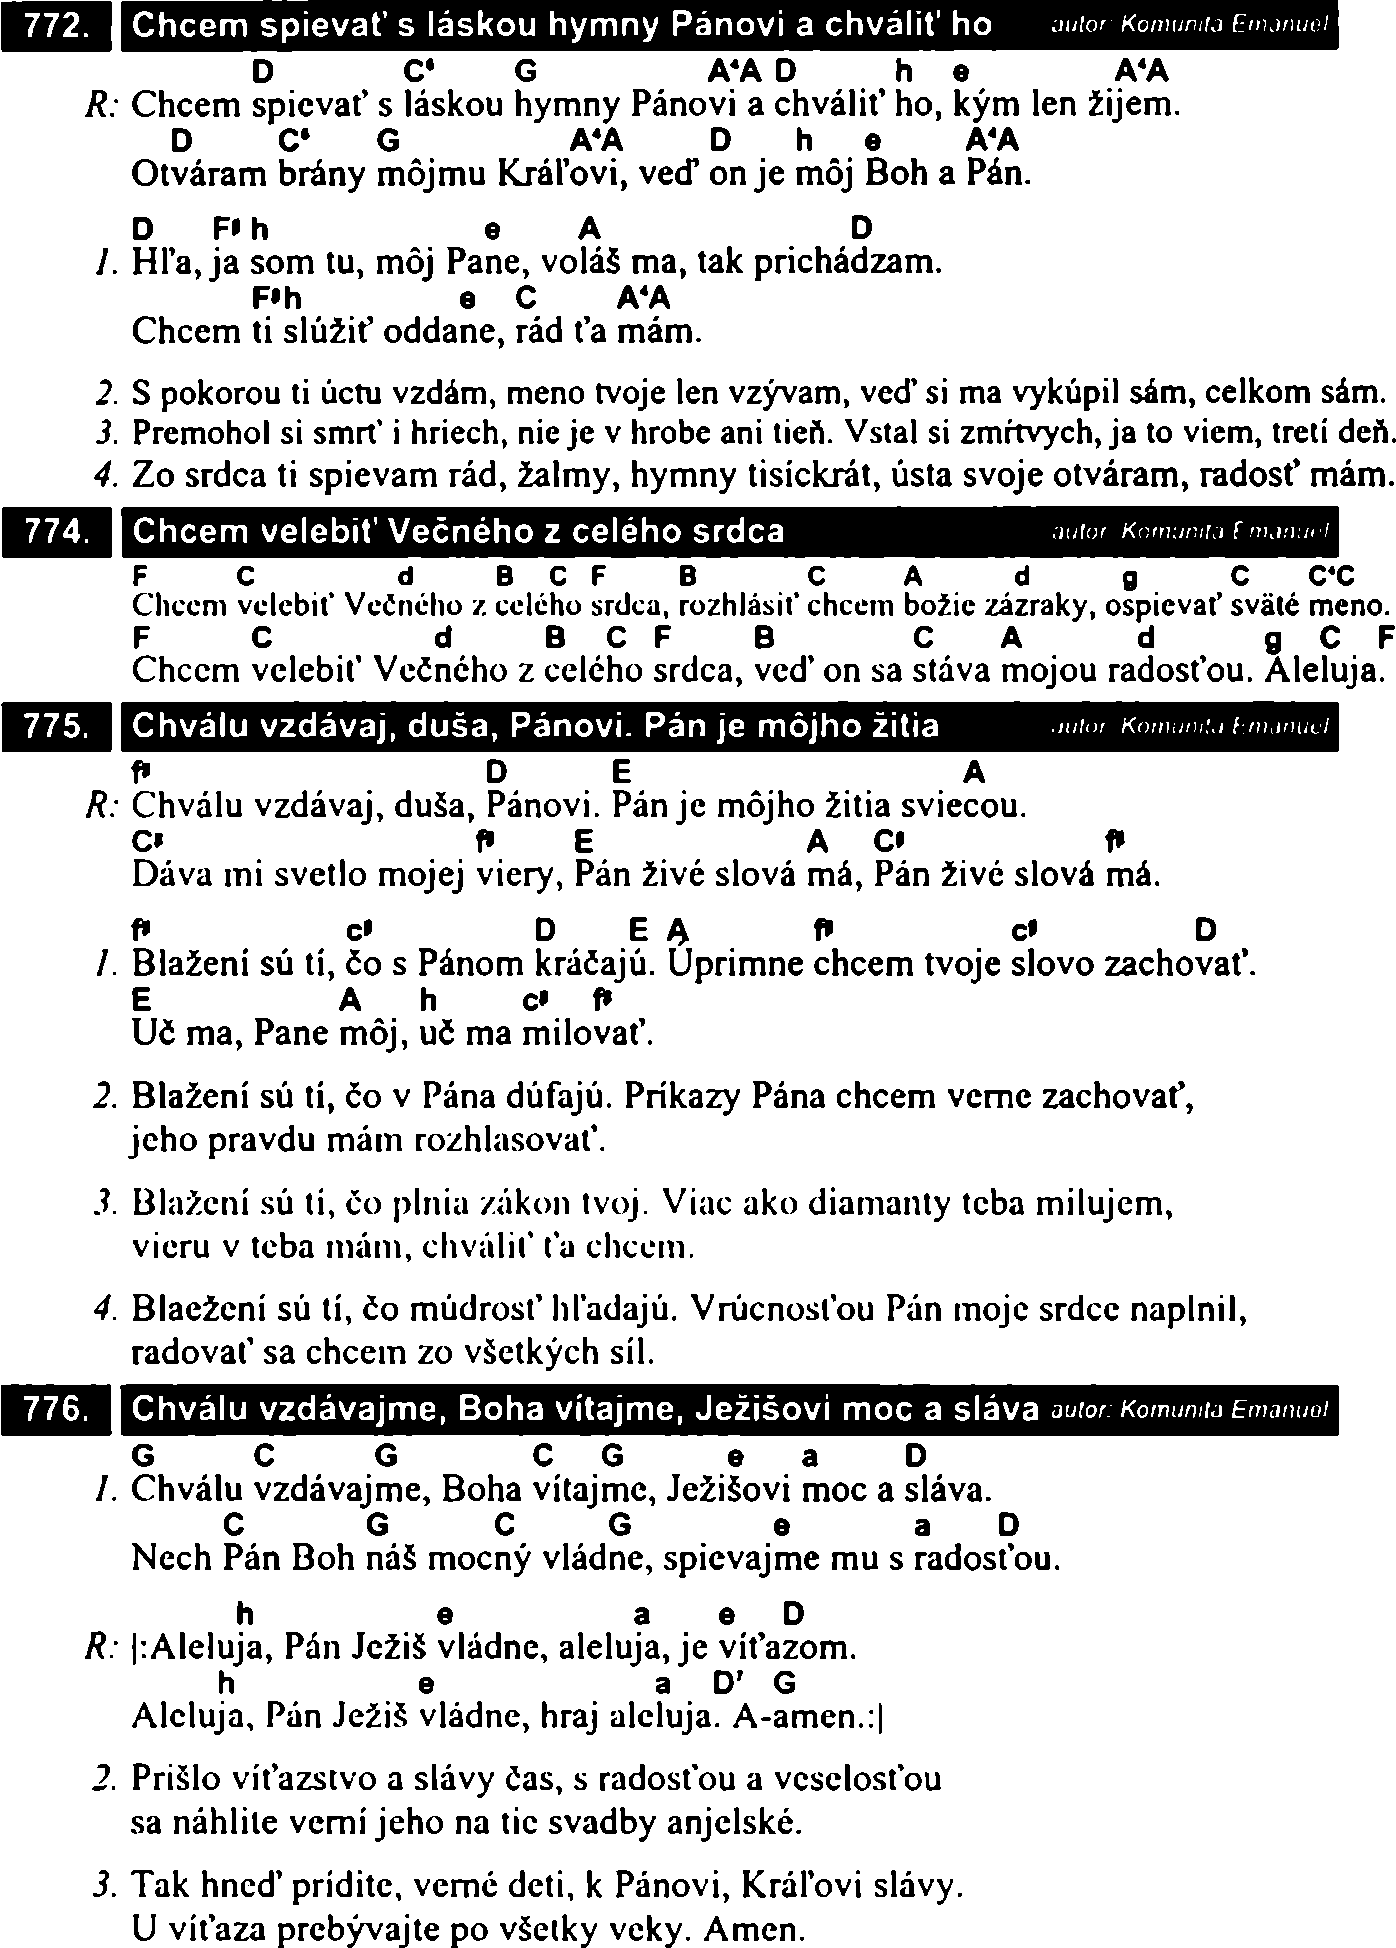 772. Chcem spievať s láskou hymny Pánovi a chváliť ho autor: Komunita Emanuel
D C⁶ G A⁴A D h e A⁴A
R: Chcem spievať s láskou hymny Pánovi a chváliť ho, kým len žijem.
D C⁶ G A⁴A D h e A⁴A
Otváram brány môjmu Kráľovi, veď on je môj Boh a Pán.
D F# h e A D
1. Hľa, ja som tu, môj Pane, voláš ma, tak prichádzam.
F#h e C A⁴A
Chcem ti slúžiť oddane, rád ťa mám.
2. S pokorou ti úctu vzdám, meno tvoje len vzývam, veď si ma vykúpil sám, celkom sám.
3. Premohol si smrť i hriech, nie je v hrobe ani tieň. Vstal si zmŕtvych, ja to viem, tretí deň.
4. Zo srdca ti spievam rád, žalmy, hymny tisíckrát, ústa svoje otváram, radosť mám.
774. Chcem velebiť Večného z celého srdca autor: Komunita Emanuel
F C d B C F B C A d g C C⁴C
Chcem velebiť Večného z celého srdca, rozhlásiť chcem božie zázraky, ospievať sväté meno.
F C d B C F B C A d g C F
Chcem velebiť Večného z celého srdca, veď on sa stáva mojou radosťou. Aleluja.
775. Chválu vzdávaj, duša, Pánovi. Pán je môjho žitia autor: Komunita Emanuel
f# D E A
R: Chválu vzdávaj, duša, Pánovi. Pán je môjho žitia sviecou.
C# f# E A C# f#
Dáva mi svetlo mojej viery, Pán živé slová má, Pán živé slová má.
f# c# D E A f# c# D
1. Blažení sú tí, čo s Pánom kráčajú. Úprimne chcem tvoje slovo zachovať.
E A h c# f#
Uč ma, Pane môj, uč ma milovať.
2. Blažení sú tí, čo v Pána dúfajú. Príkazy Pána chcem verne zachovať,
jeho pravdu mám rozhlasovať.
3. Blažení sú tí, čo plnia zákon tvoj. Viac ako diamanty teba milujem,
vieru v teba mám, chváliť ťa chcem.
4. Blaežení sú tí, čo múdrosť hľadajú. Vrúcnosťou Pán moje srdce naplnil,
radovať sa chcem zo všetkých síl.
776. Chválu vzdávajme, Boha vítajme, Ježišovi moc a sláva autor: Komunita Emanuel
G C G C G e a D
1. Chválu vzdávajme, Boha vítajme, Ježišovi moc a sláva.
C G C G e a D
Nech Pán Boh náš mocný vládne, spievajme mu s radosťou.
h e a e D
R: |:Aleluja, Pán Ježiš vládne, aleluja, je víťazom.
h e a D⁷ G
Aleluja, Pán Ježiš vládne, hraj aleluja. A-amen.:|
2. Prišlo víťazstvo a slávy čas, s radosťou a veselosťou
sa náhlite verní jeho na tie svadby anjelské.
3. Tak hneď prídite, verné deti, k Pánovi, Kráľovi slávy.
U víťaza prebývajte po všetky veky. Amen.